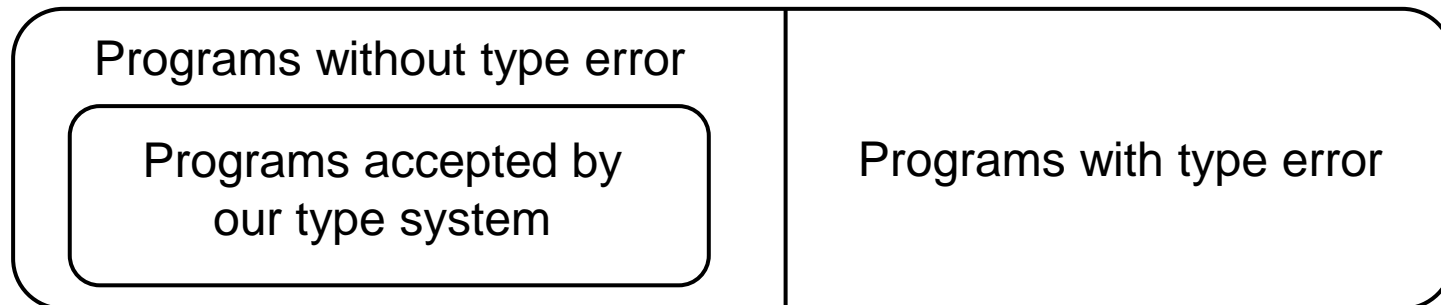 Programs without type error
Programs accepted by
our type system
Programs with type error